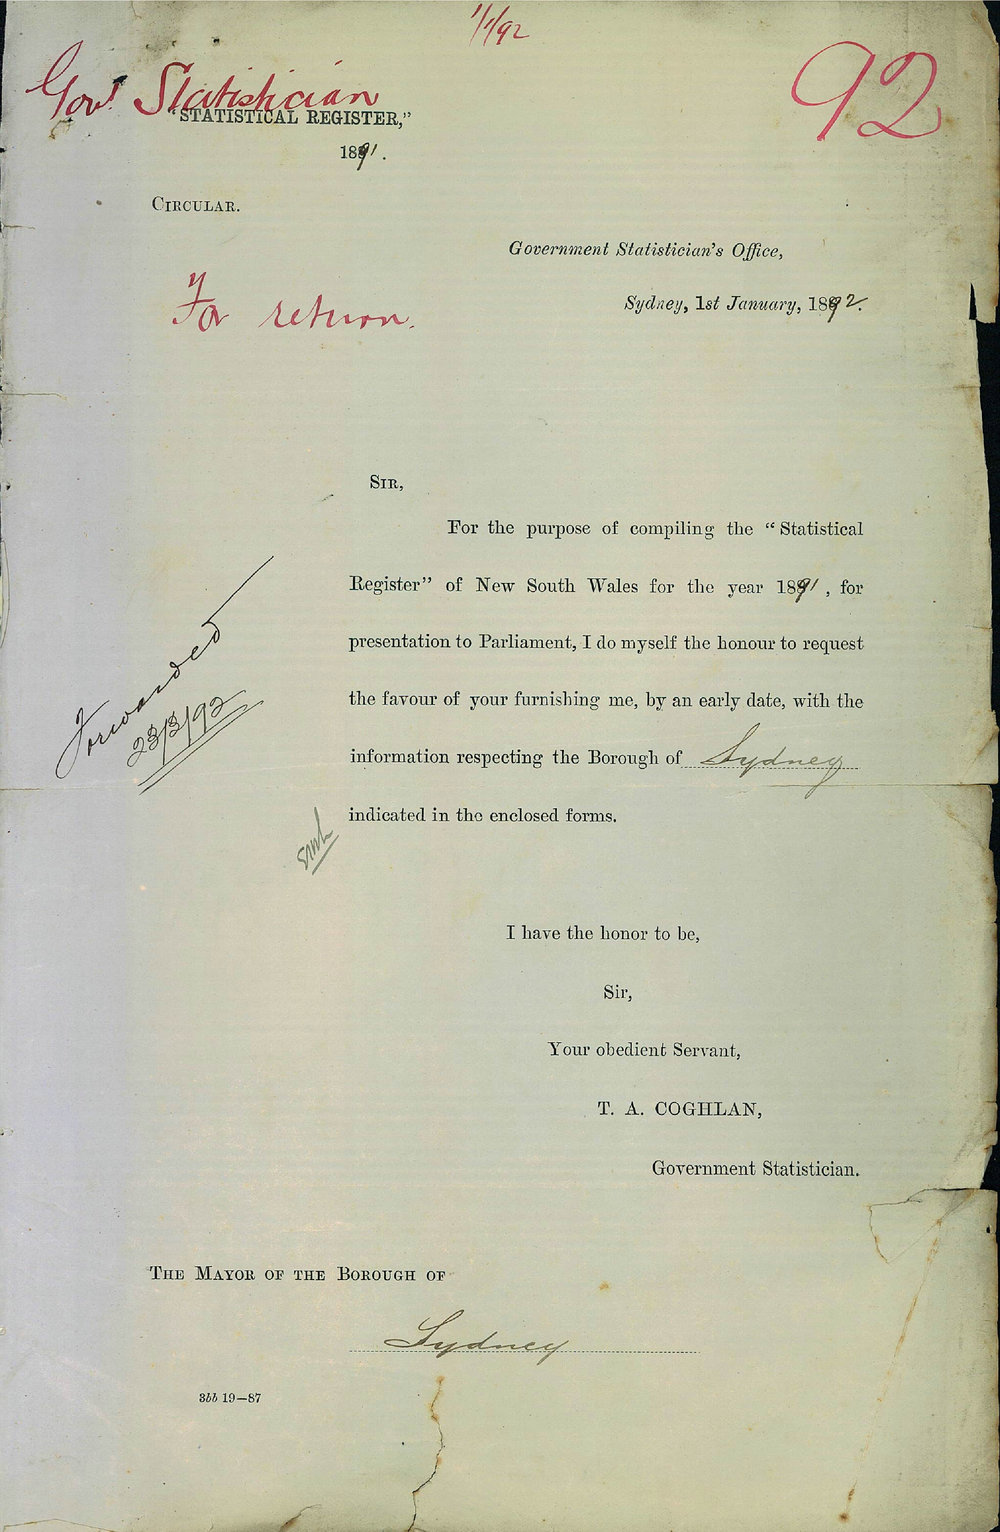 1/1/92
92
Govt Statistician
"STATISTICAL REGISTER,"
1891.
CIRCULAR.
Government Statistician's Office,
For return.
Sydney, 1st January, 1892.
SIR,
For the purpose of compiling the "Statistical
Register" of New South Wales for the year 1891, for
presentation to Parliament, I do myself the honour to request
the favour of your furnishing me, by an early date, with the
information respecting the Borough of Sydney
indicated in the enclosed forms.
Forwarded
23/3/92
I have the honor to be,
Sir,
Your obedient Servant,
T. A. COGHLAN,
Government Statistician.
THE MAYOR OF THE BOROUGH OF
Sydney
3bb 19—87